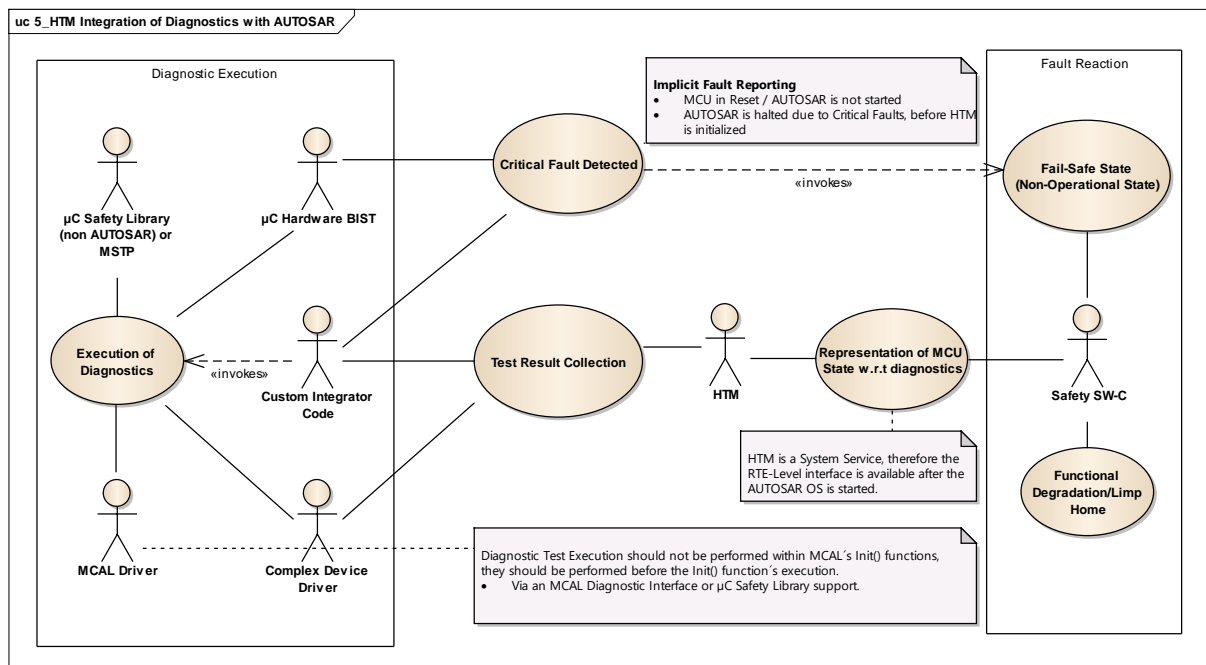 uc 5_HTM Integration of Diagnostics with AUTOSAR
Diagnostic Execution
µC Safety Library
(non AUTOSAR) or
MSTP
µC Hardware BIST
Execution of
Diagnostics
«invokes»
Custom Integrator
Code
MCAL Driver
Complex Device
Driver
Critical Fault Detected
Implicit Fault Reporting
• MCU in Reset / AUTOSAR is not started
• AUTOSAR is halted due to Critical Faults, before HTM
is initialized
«invokes»
Test Result Collection
HTM
Representation of MCU
State w.r.t diagnostics
HTM is a System Service, therefore the
RTE-Level interface is available after the
AUTOSAR OS is started.
Diagnostic Test Execution should not be performed within MCAL´s Init() functions,
they should be performed before the Init() function´s execution.
• Via an MCAL Diagnostic Interface or µC Safety Library support.
Fault Reaction
Fail-Safe State
(Non-Operational State)
Safety SW-C
Functional
Degradation/Limp
Home